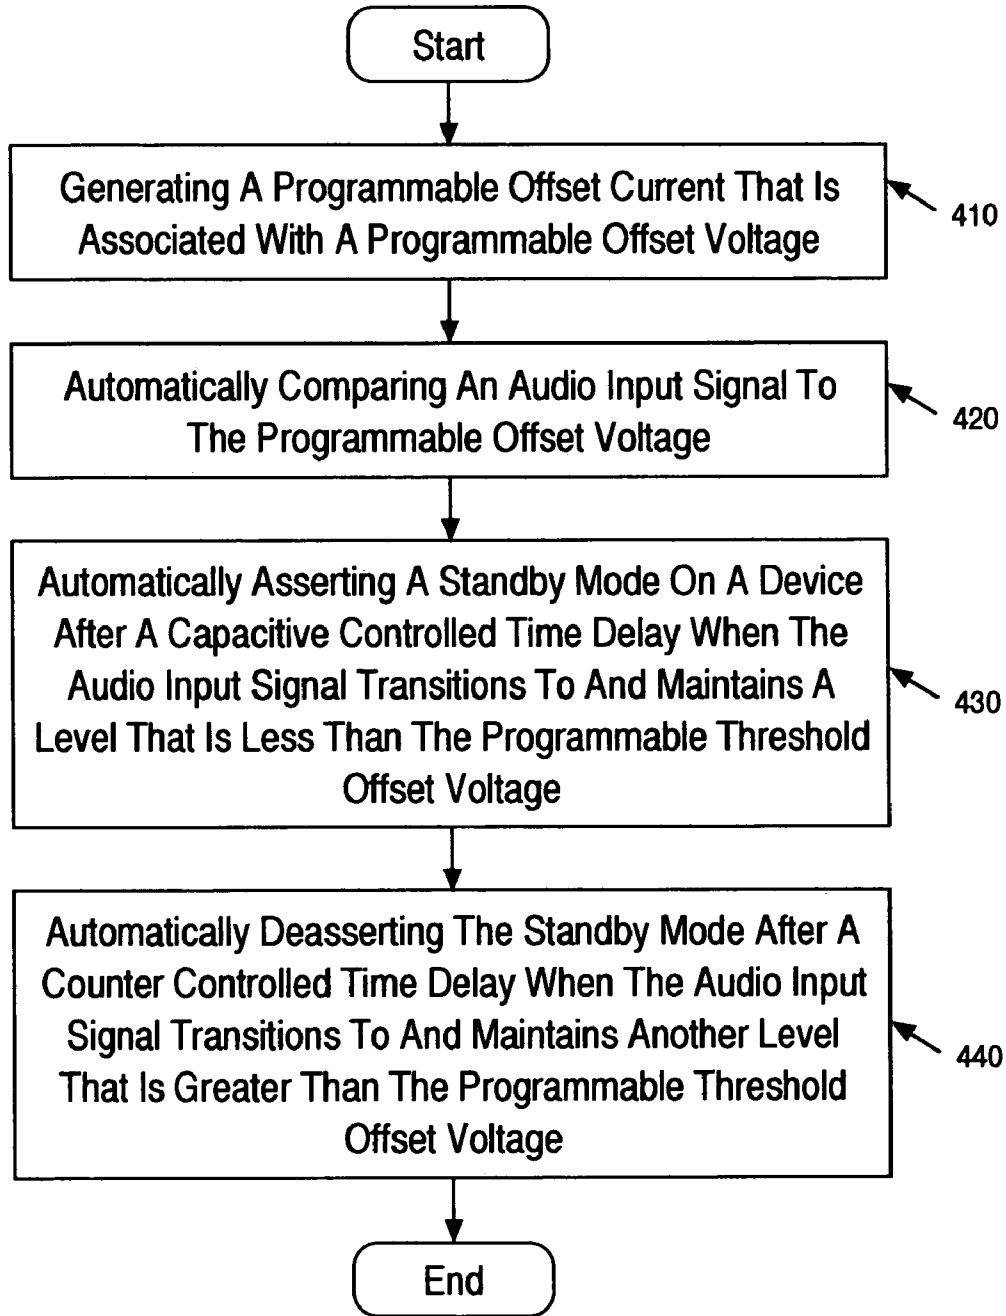 Start
Generating A Programmable Offset Current That Is
Associated With A Programmable Offset Voltage
410
Automatically Comparing An Audio Input Signal To
The Programmable Offset Voltage
420
Automatically Asserting A Standby Mode On A Device
After A Capacitive Controlled Time Delay When The
Audio Input Signal Transitions To And Maintains A
Level That Is Less Than The Programmable Threshold
Offset Voltage
430
Automatically Deasserting The Standby Mode After A
Counter Controlled Time Delay When The Audio Input
Signal Transitions To And Maintains Another Level
That Is Greater Than The Programmable Threshold
Offset Voltage
440
End